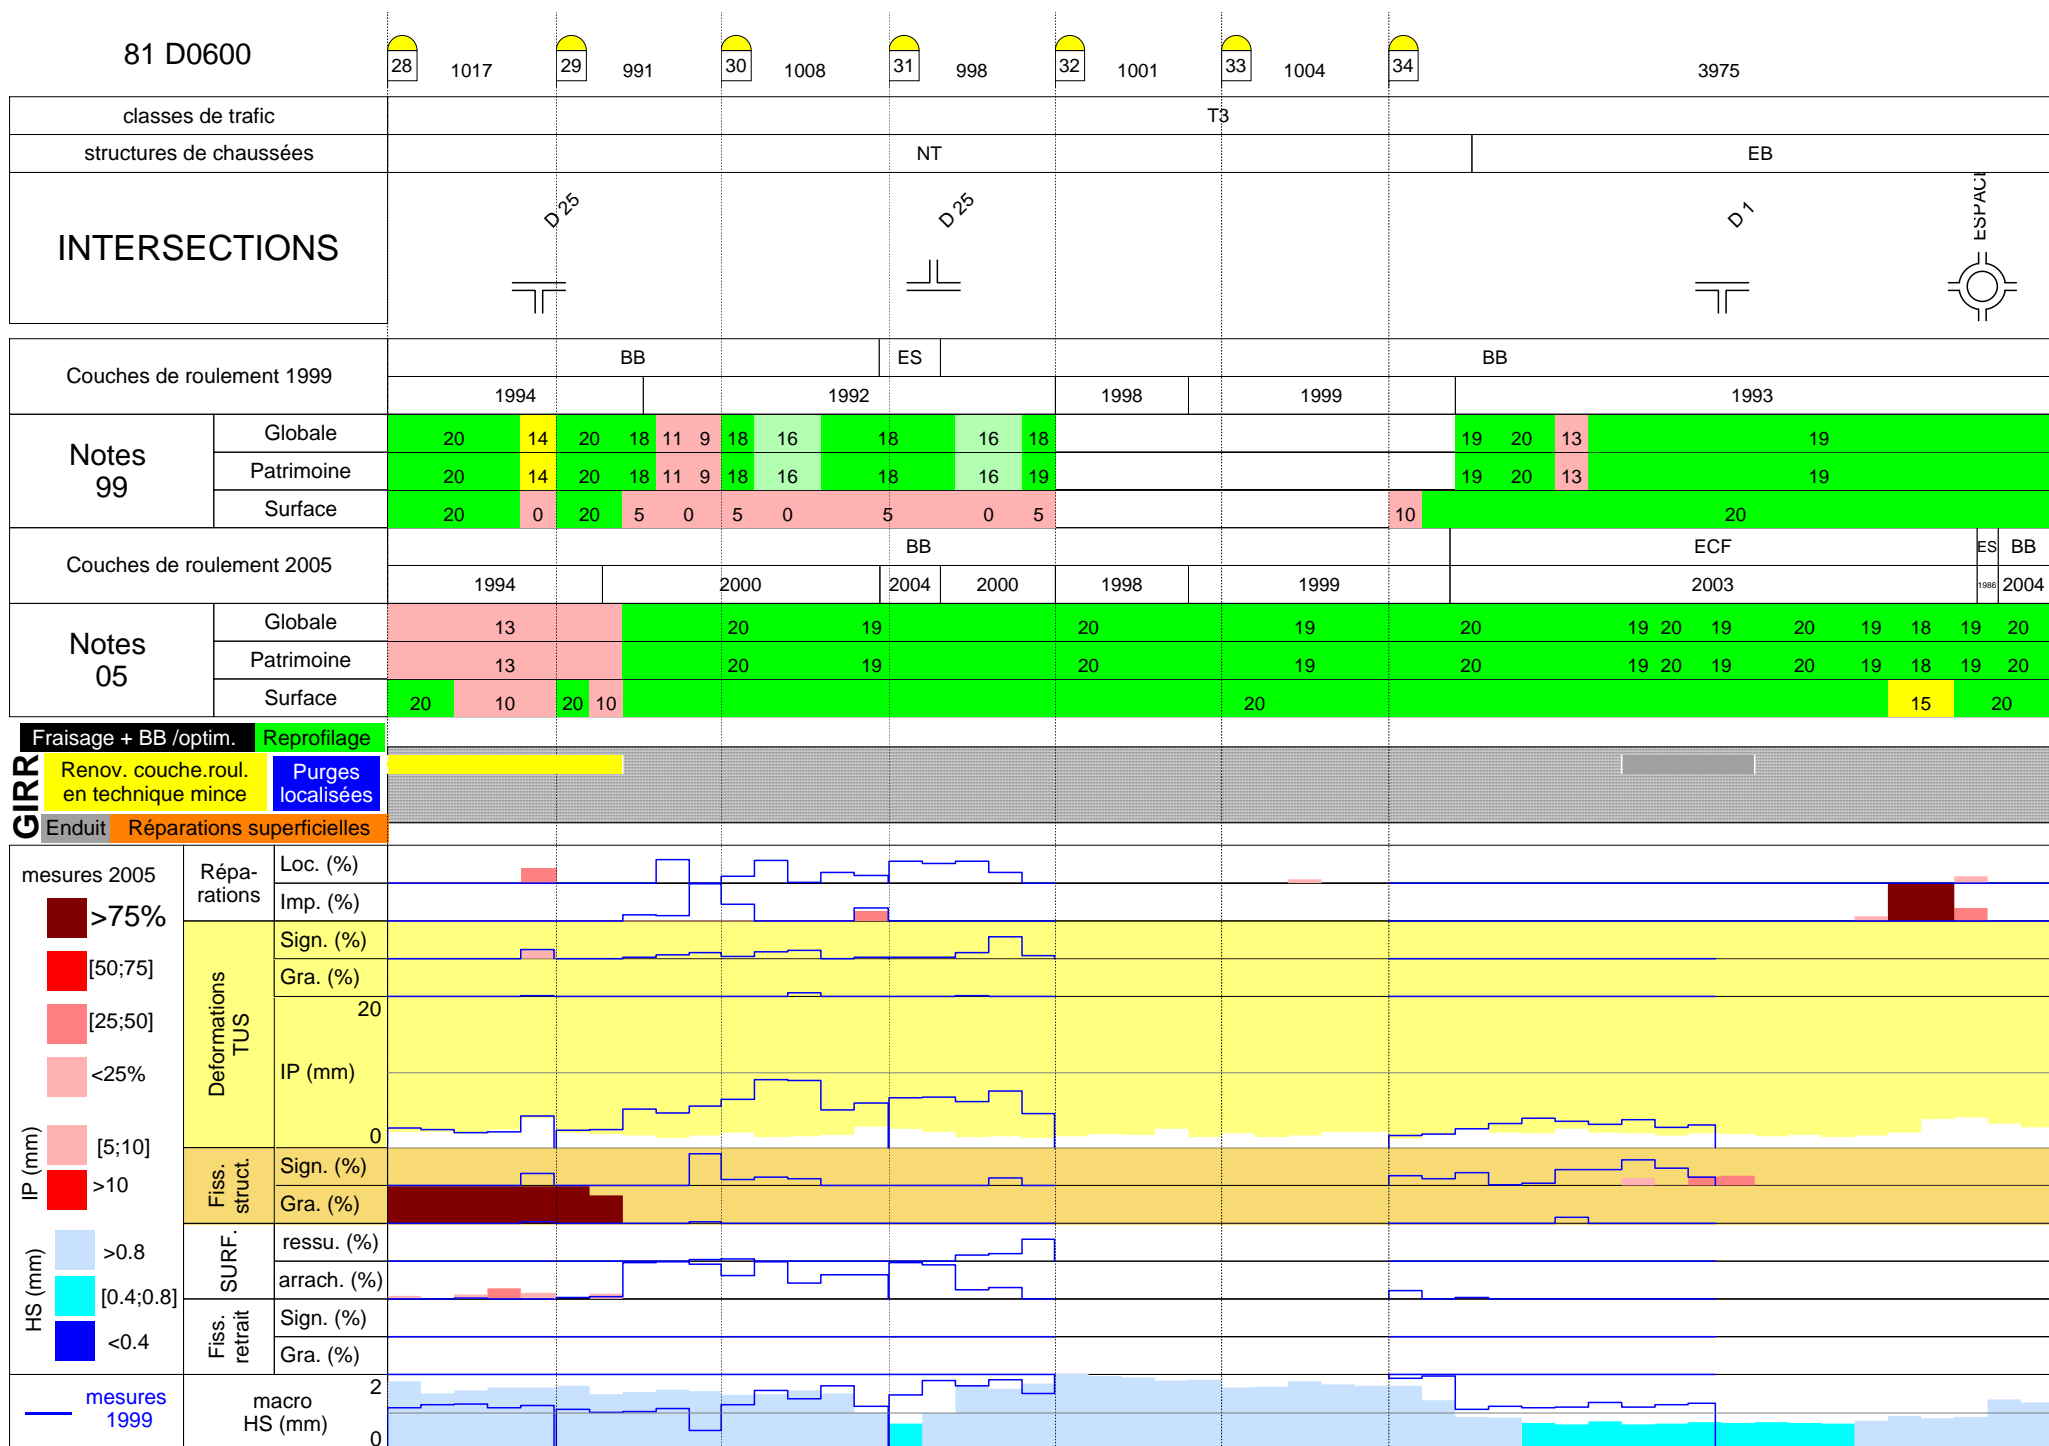 81 D0600
28 1017 29 991 30 1008 31 998 32 1001 33 1004 34 3975
classes de trafic T3
structures de chaussées NT EB
INTERSECTIONS D 25 D 25 D 1
Couches de roulement 1999 BB ES BB
1994 1992 1998 1999 1993
Notes 99
Globale 20 14 20 18 11 9 18 16 18 16 18 19 20 13 19
Patrimoine 20 14 20 18 11 9 18 16 18 16 19 19 20 13 19
Surface 20 0 20 5 0 5 0 5 0 5 10 20
Couches de roulement 2005 BB ECF ES BB
1994 2000 2004 2000 1998 1999 2003 1986 2004
Notes 05
Globale 13 20 19 20 19 20 19 20 19 20 19 18 19 20
Patrimoine 13 20 19 20 19 20 19 20 19 20 19 18 19 20
Surface 20 10 20 10 20 15 20
GIRR
Fraisage + BB /optim. Reprofilage
Renov. couche.roul. en technique mince
Purges localisées
Enduit Réparations superficielles
mesures 2005
>75%
[50;75]
[25;50]
<25%
IP (mm)
[5;10]
>10
HS (mm)
>0.8
[0.4;0.8]
<0.4
mesures 1999
Répa-
rations
Loc. (%)
Imp. (%)
Deformations TUS
Sign. (%)
Gra. (%)
20
IP (mm)
0
Fiss. struct.
Sign. (%)
Gra. (%)
SURF.
ressu. (%)
arrach. (%)
Fiss. retrait
Sign. (%)
Gra. (%)
macro HS (mm)
2
0